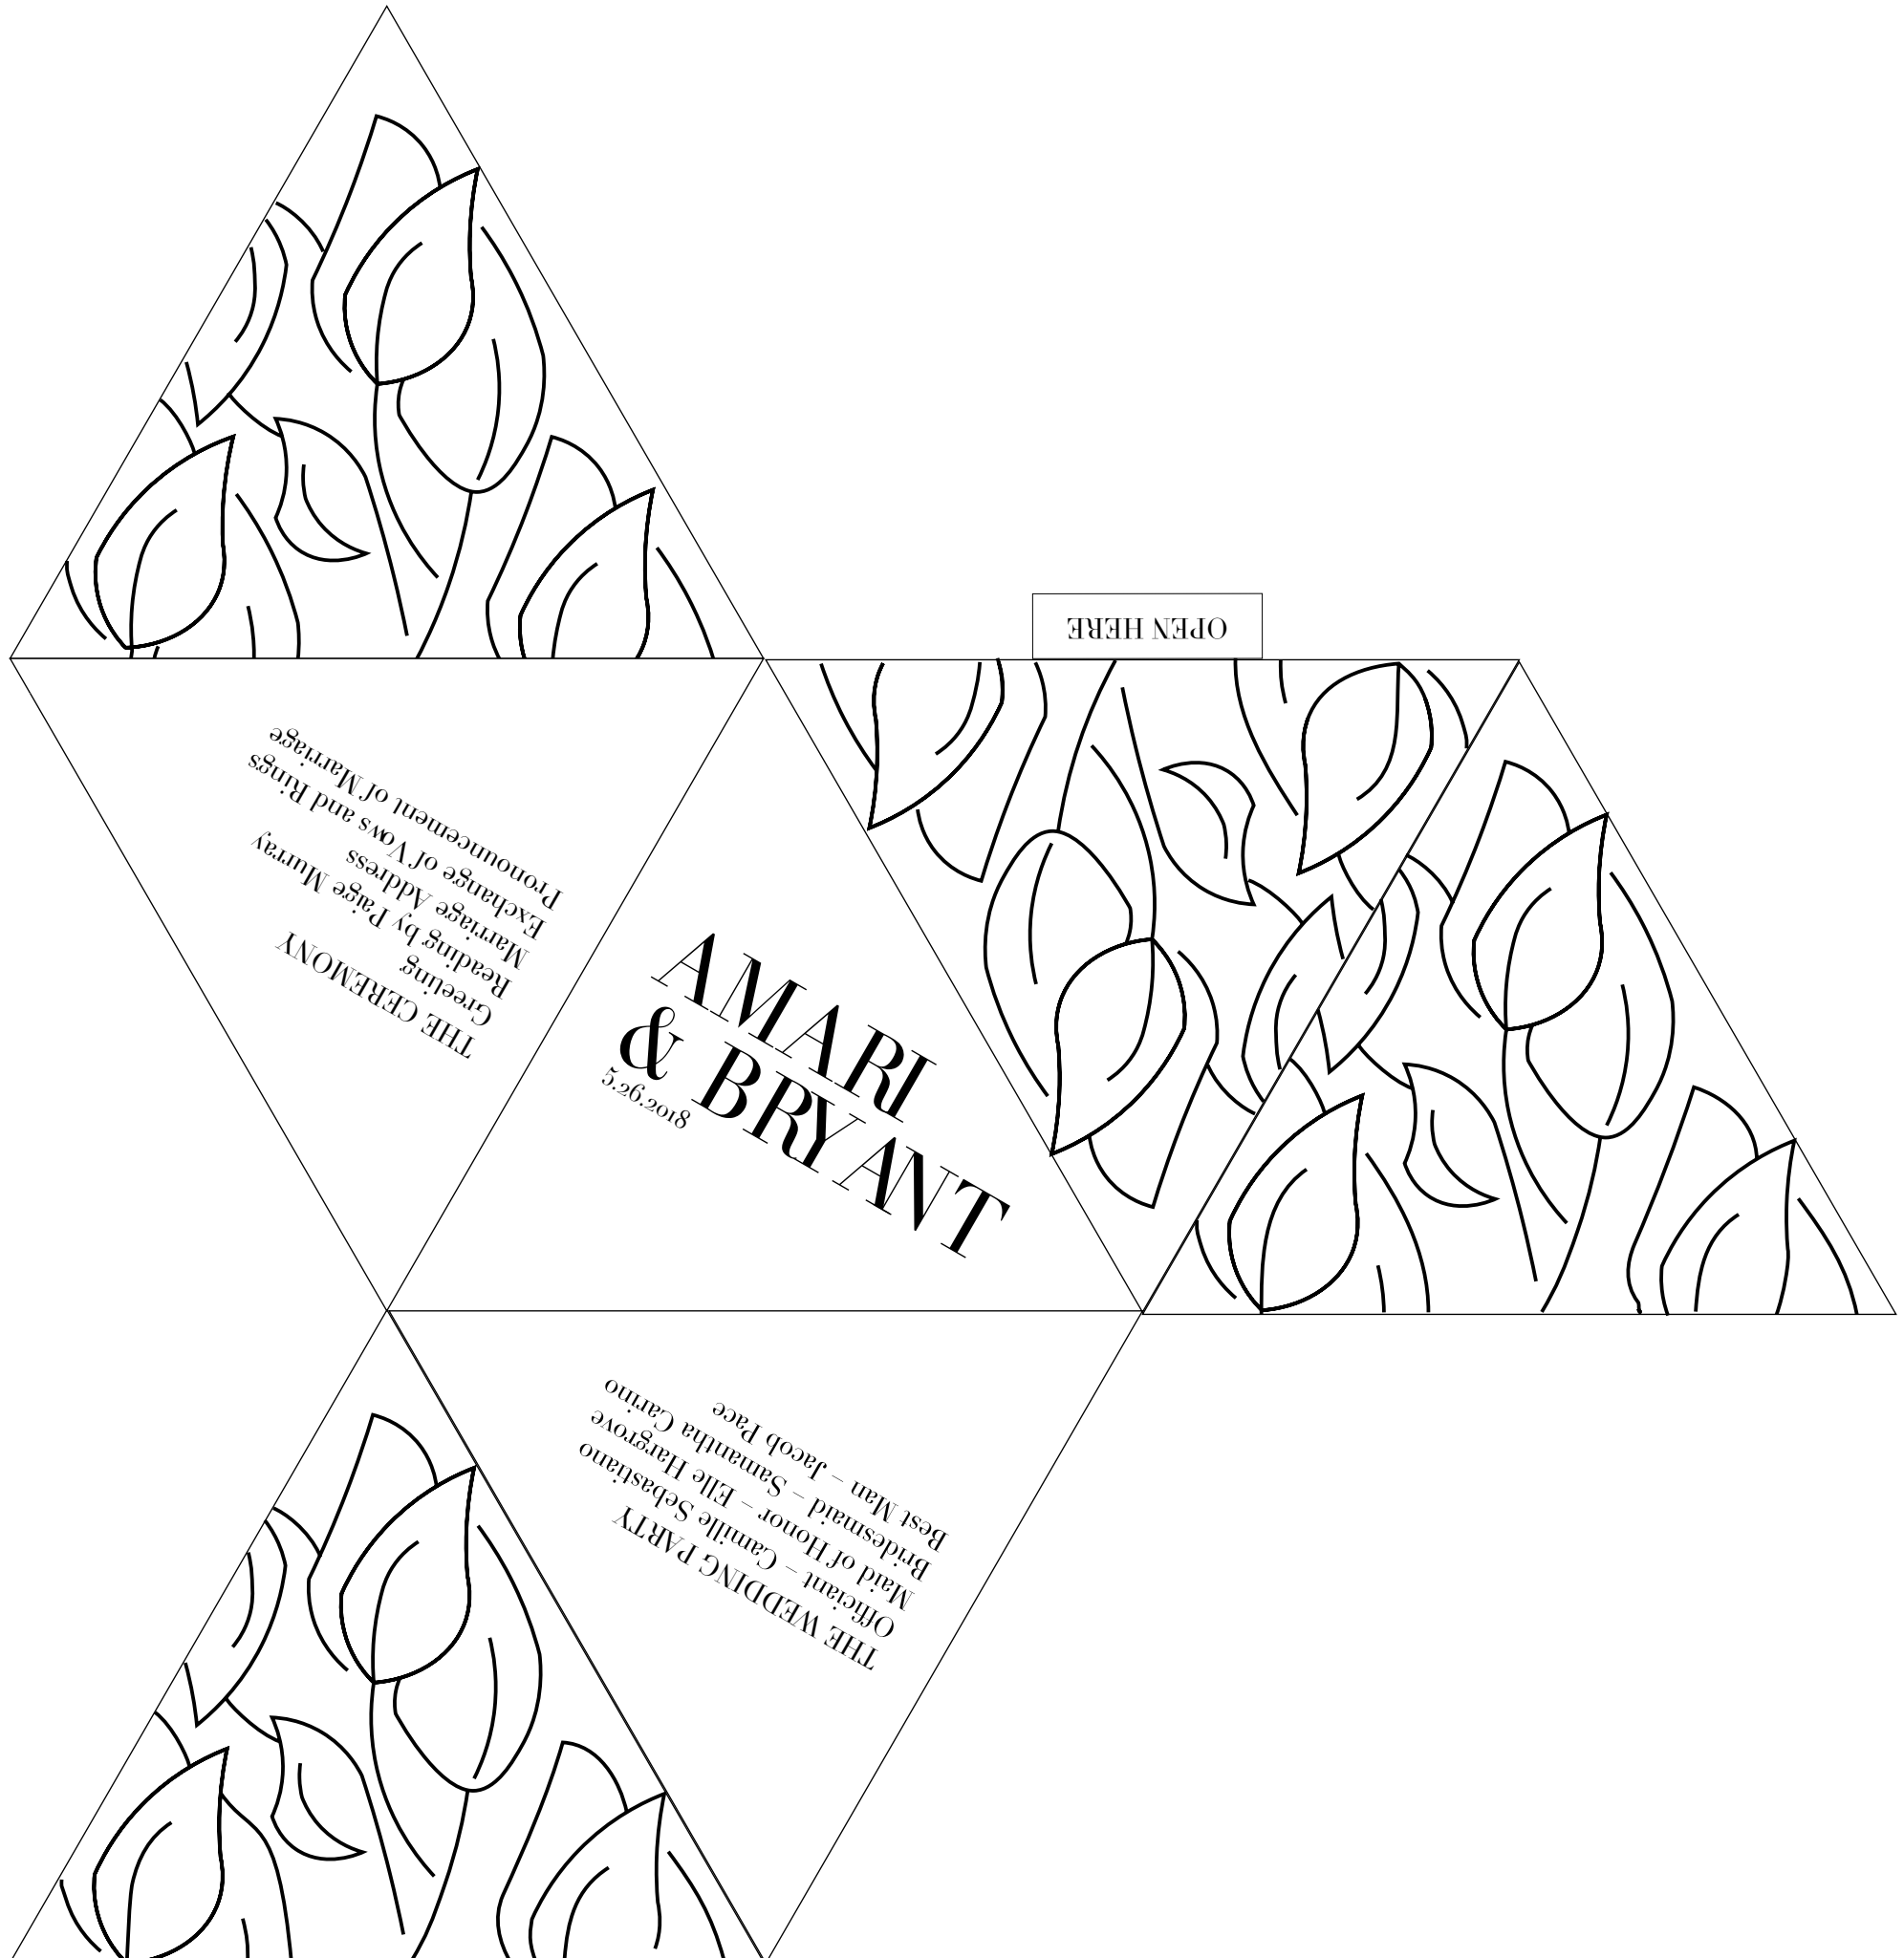 OPEN HERE
THE CEREMONY
Greeting
Reading by Paige Murray
Marriage Address
Exchange of Vows and Rings
Pronouncement of Marriage
AMARI
& BRYANT
5.29.2018
THE WEDDING PARTY
Officiant – Camille Sebastiano
Maid of Honor – Elle Hargrove
Bridesmaid – Samantha Carino
Best Man – Jacob Pace